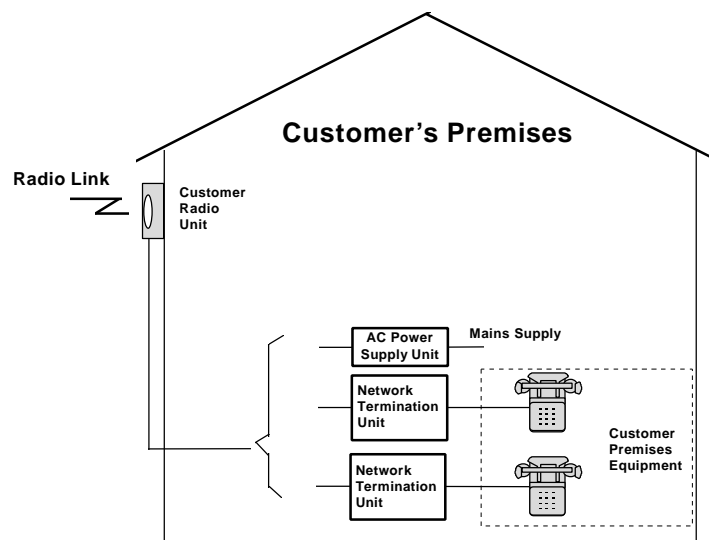 Customer's Premises
Radio Link
Customer
Radio
Unit
AC Power
Supply Unit
Mains Supply
Network
Termination
Unit
Customer
Premises
Equipment
Network
Termination
Unit